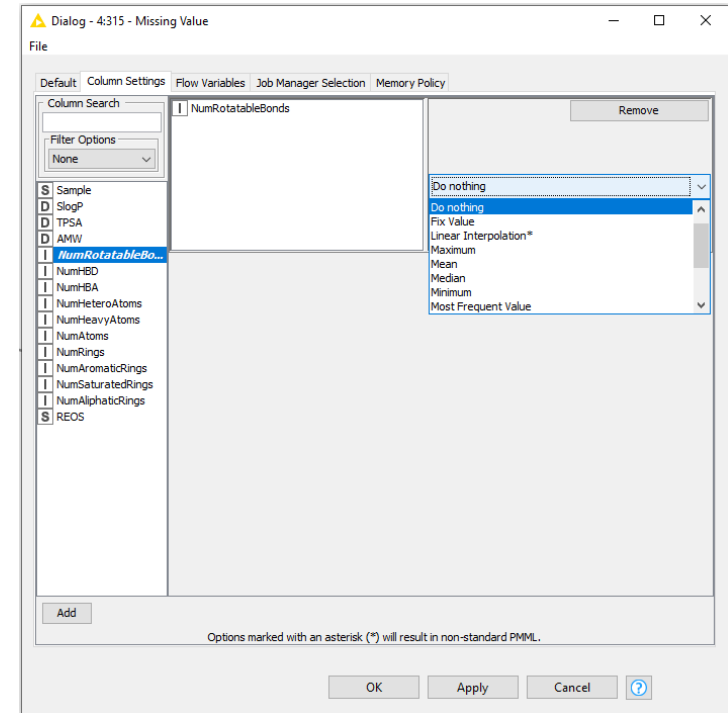 Dialog - 4:315 - Missing Value
File
Default Column Settings Flow Variables Job Manager Selection Memory Policy
Column Search
Filter Options
None
S Sample
D SlogP
D TPSA
D AMW
I NumRotatableBo...
I NumHBD
I NumHBA
I NumHeteroAtoms
I NumHeavyAtoms
I NumAtoms
I NumRings
I NumAromaticRings
I NumSaturatedRings
I NumAliphaticRings
S REOS
Add
I NumRotatableBonds
Remove
Do nothing
Do nothing
Fix Value
Linear Interpolation*
Maximum
Mean
Median
Minimum
Most Frequent Value
Options marked with an asterisk (*) will result in non-standard PMML.
OK Apply Cancel ?